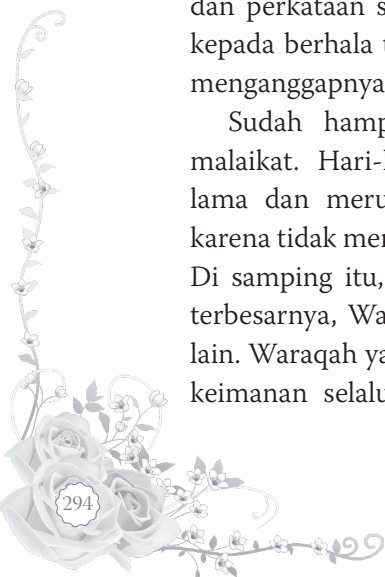 dan perkataan s
kepada berhala t
menganggapnya
Sudah hamp
malaikat. Hari-
lama dan meru
karena tidak mer
Di samping itu,
terbesarnya, Wa
lain. Waraqah ya
keimanan selalu
294